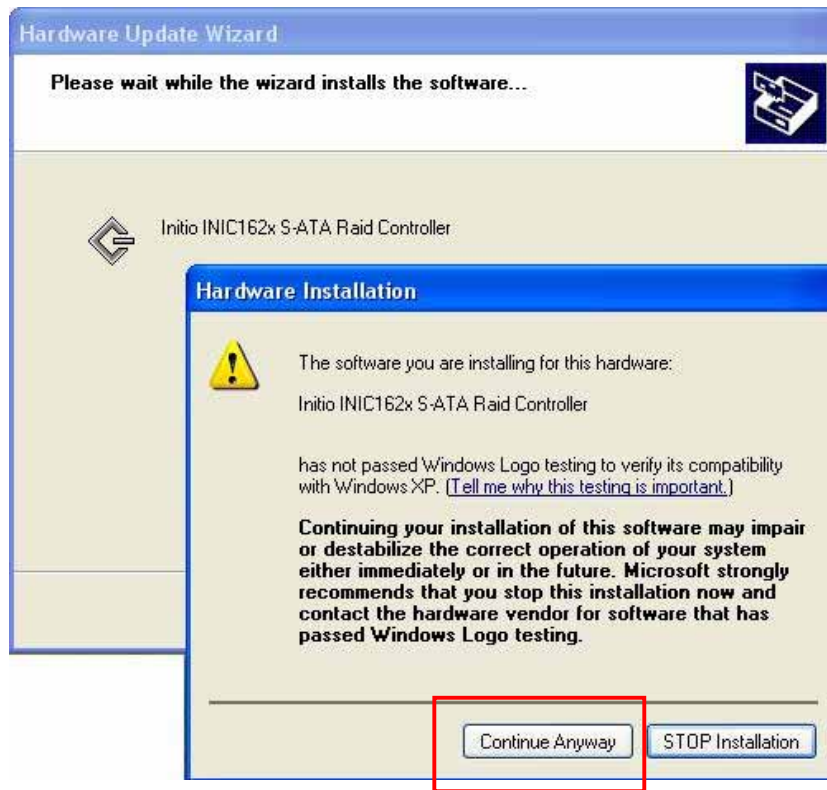 Hardware Update Wizard
Please wait while the wizard installs the software...
Initio INIC162x S-ATA Raid Controller
Hardware Installation
The software you are installing for this hardware:
Initio INIC162x S-ATA Raid Controller
has not passed Windows Logo testing to verify its compatibility
with Windows XP. (Tell me why this testing is important.)
Continuing your installation of this software may impair
or destabilize the correct operation of your system
either immediately or in the future. Microsoft strongly
recommends that you stop this installation now and
contact the hardware vendor for software that has
passed Windows Logo testing.
Continue Anyway
STOP Installation